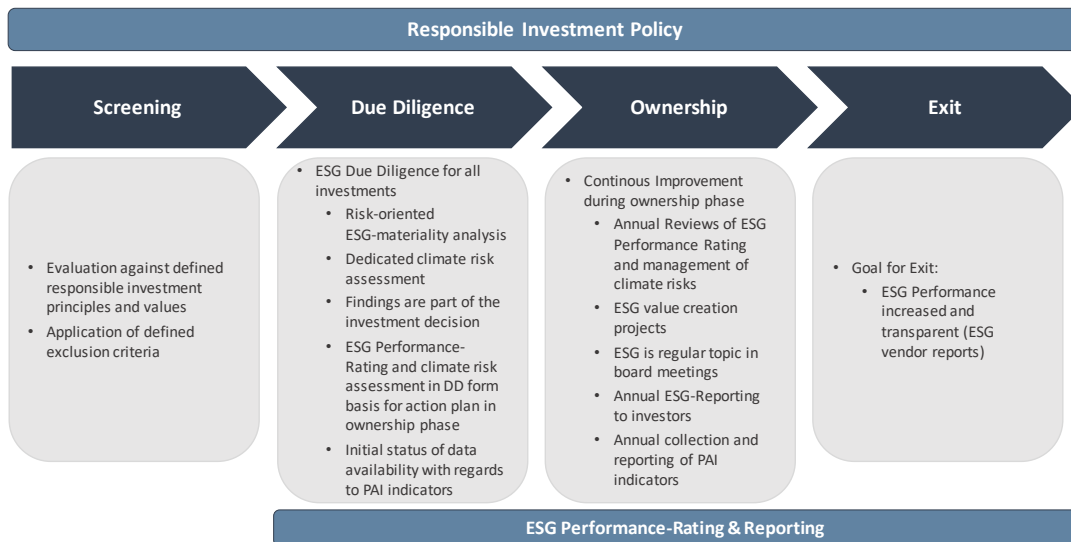 Responsible Investment Policy
Screening
Due Diligence
Ownership
Exit
• Evaluation against defined
responsible investment
principles and values
• Application of defined
exclusion criteria
• ESG Due Diligence for all
investments
• Risk-oriented
ESG-materiality analysis
• Dedicated climate risk
assessment
• Findings are part of the
investment decision
• ESG Performance-
Rating and climate risk
assessment in DD form
basis for action plan in
ownership phase
• Initial status of data
availability with regards
to PAI indicators
• Continous Improvement
during ownership phase
• Annual Reviews of ESG
Performance Rating
and management of
climate risks
• ESG value creation
projects
• ESG is regular topic in
board meetings
• Annual ESG-Reporting
to investors
• Annual collection and
reporting of PAI
indicators
• Goal for Exit:
• ESG Performance
increased and
transparent (ESG
vendor reports)
ESG Performance-Rating & Reporting